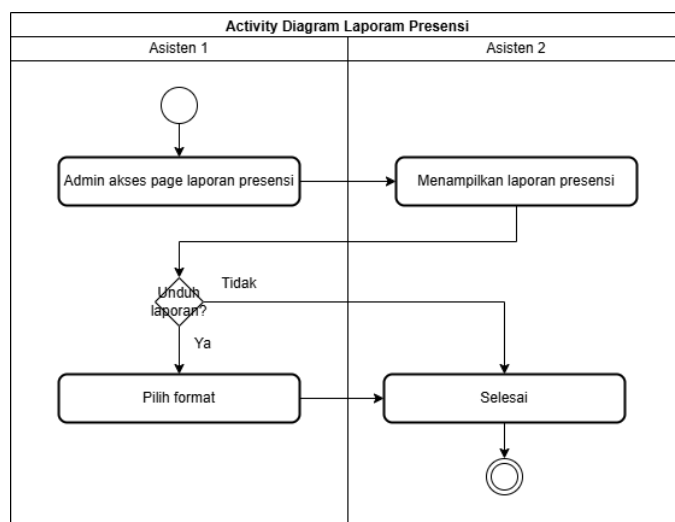 Activity Diagram Laporam Presensi
Asisten 1
Asisten 2
Admin akses page laporan presensi
Menampilkan laporan presensi
Unduh
laporan?
Tidak
Ya
Pilih format
Selesai